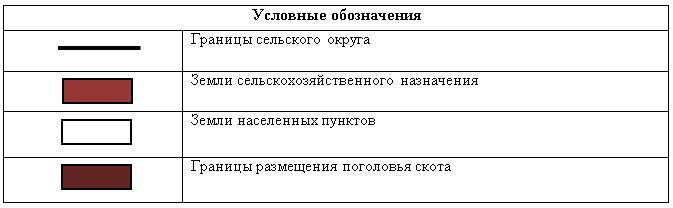 Условные обозначения
Границы сельского округа
Земли сельскохозяйственного назначения
Земли населенных пунктов
Границы размещения поголовья скота